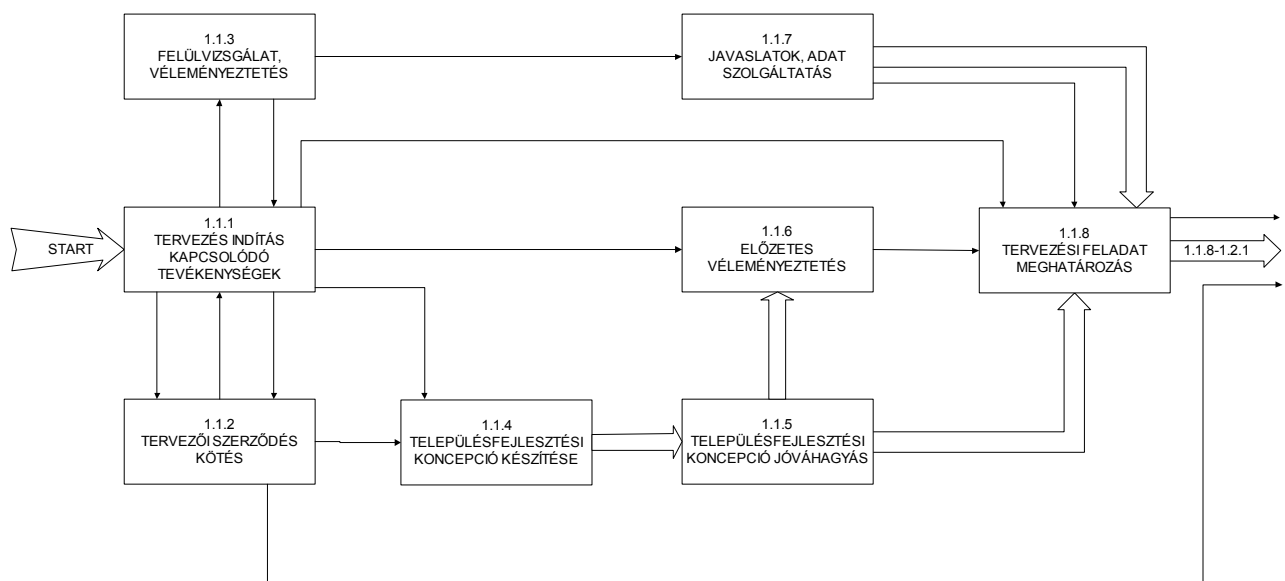 1.1.3
FELÜLVIZSGÁLAT,
VÉLEMÉNYEZTETÉS
1.1.7
JAVASLATOK, ADAT
SZOLGÁLTATÁS
START
1.1.1
TERVEZÉS INDÍTÁS
KAPCSOLÓDÓ
TEVÉKENYSÉGEK
1.1.6
ELŐZETES
VÉLEMÉNYEZTETÉS
1.1.8
TERVEZÉSI FELADAT
MEGHATÁROZÁS
1.1.8-1.2.1
1.1.2
TERVEZŐI SZERZŐDÉS
KÖTÉS
1.1.4
TELEPÜLÉSFEJLESZTÉSI
KONCEPCIÓ KÉSZÍTÉSE
1.1.5
TELEPÜLÉSFEJLESZTÉSI
KONCEPCIÓ JÓVÁHAGYÁS